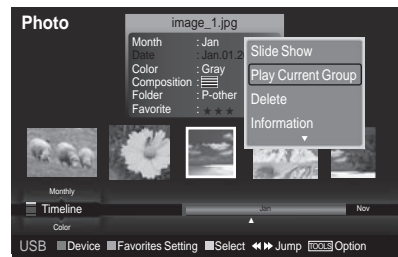 Photo
image_1.jpg
Month : Jan
Date : Jan.01.2
Color : Gray
Composition :
Folder : P-other
Favorite : ★★★
Slide Show
Play Current Group
Delete
Information
Monthly
Timeline
Jan
Nov
Color
USB Device Favorites Setting Select Jump TOOLS Option